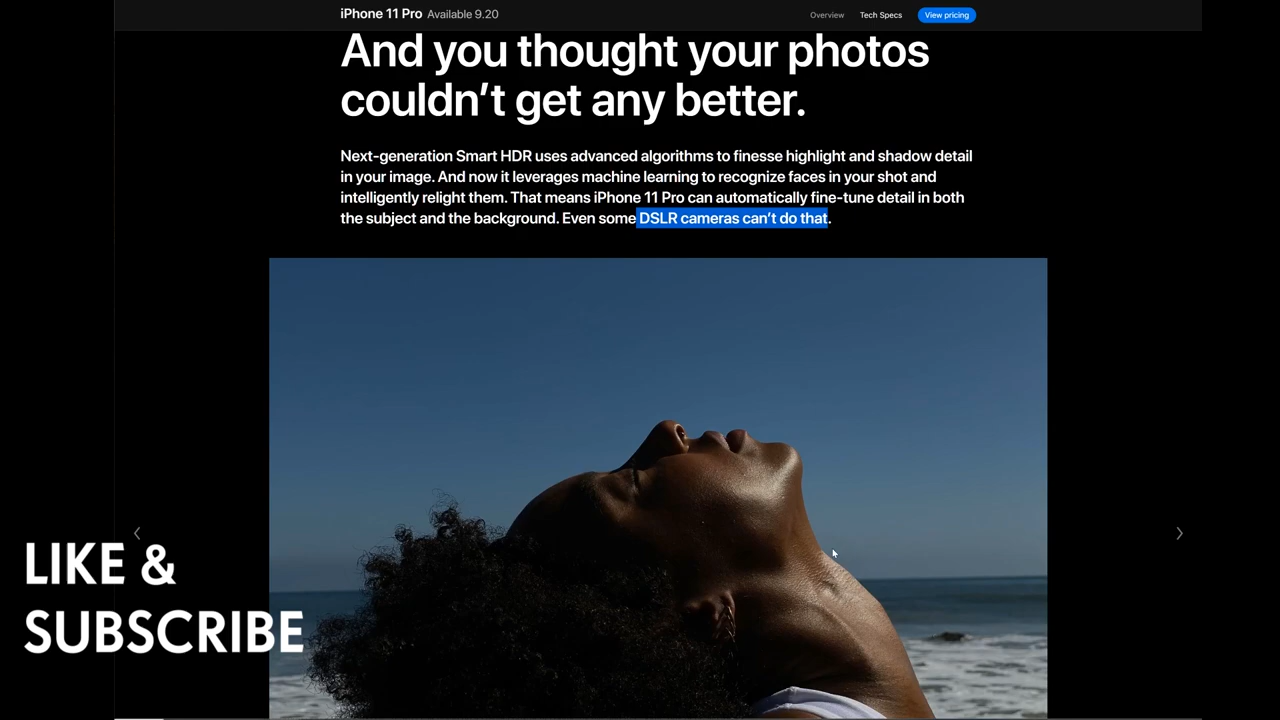 iPhone 11 Pro Available 9.20
Overview Tech Specs View pricing
And you thought your photos
couldn’t get any better.
Next-generation Smart HDR uses advanced algorithms to finesse highlight and shadow detail
in your image. And now it leverages machine learning to recognize faces in your shot and
intelligently relight them. That means iPhone 11 Pro can automatically fine-tune detail in both
the subject and the background. Even some DSLR cameras can’t do that.
LIKE &
SUBSCRIBE